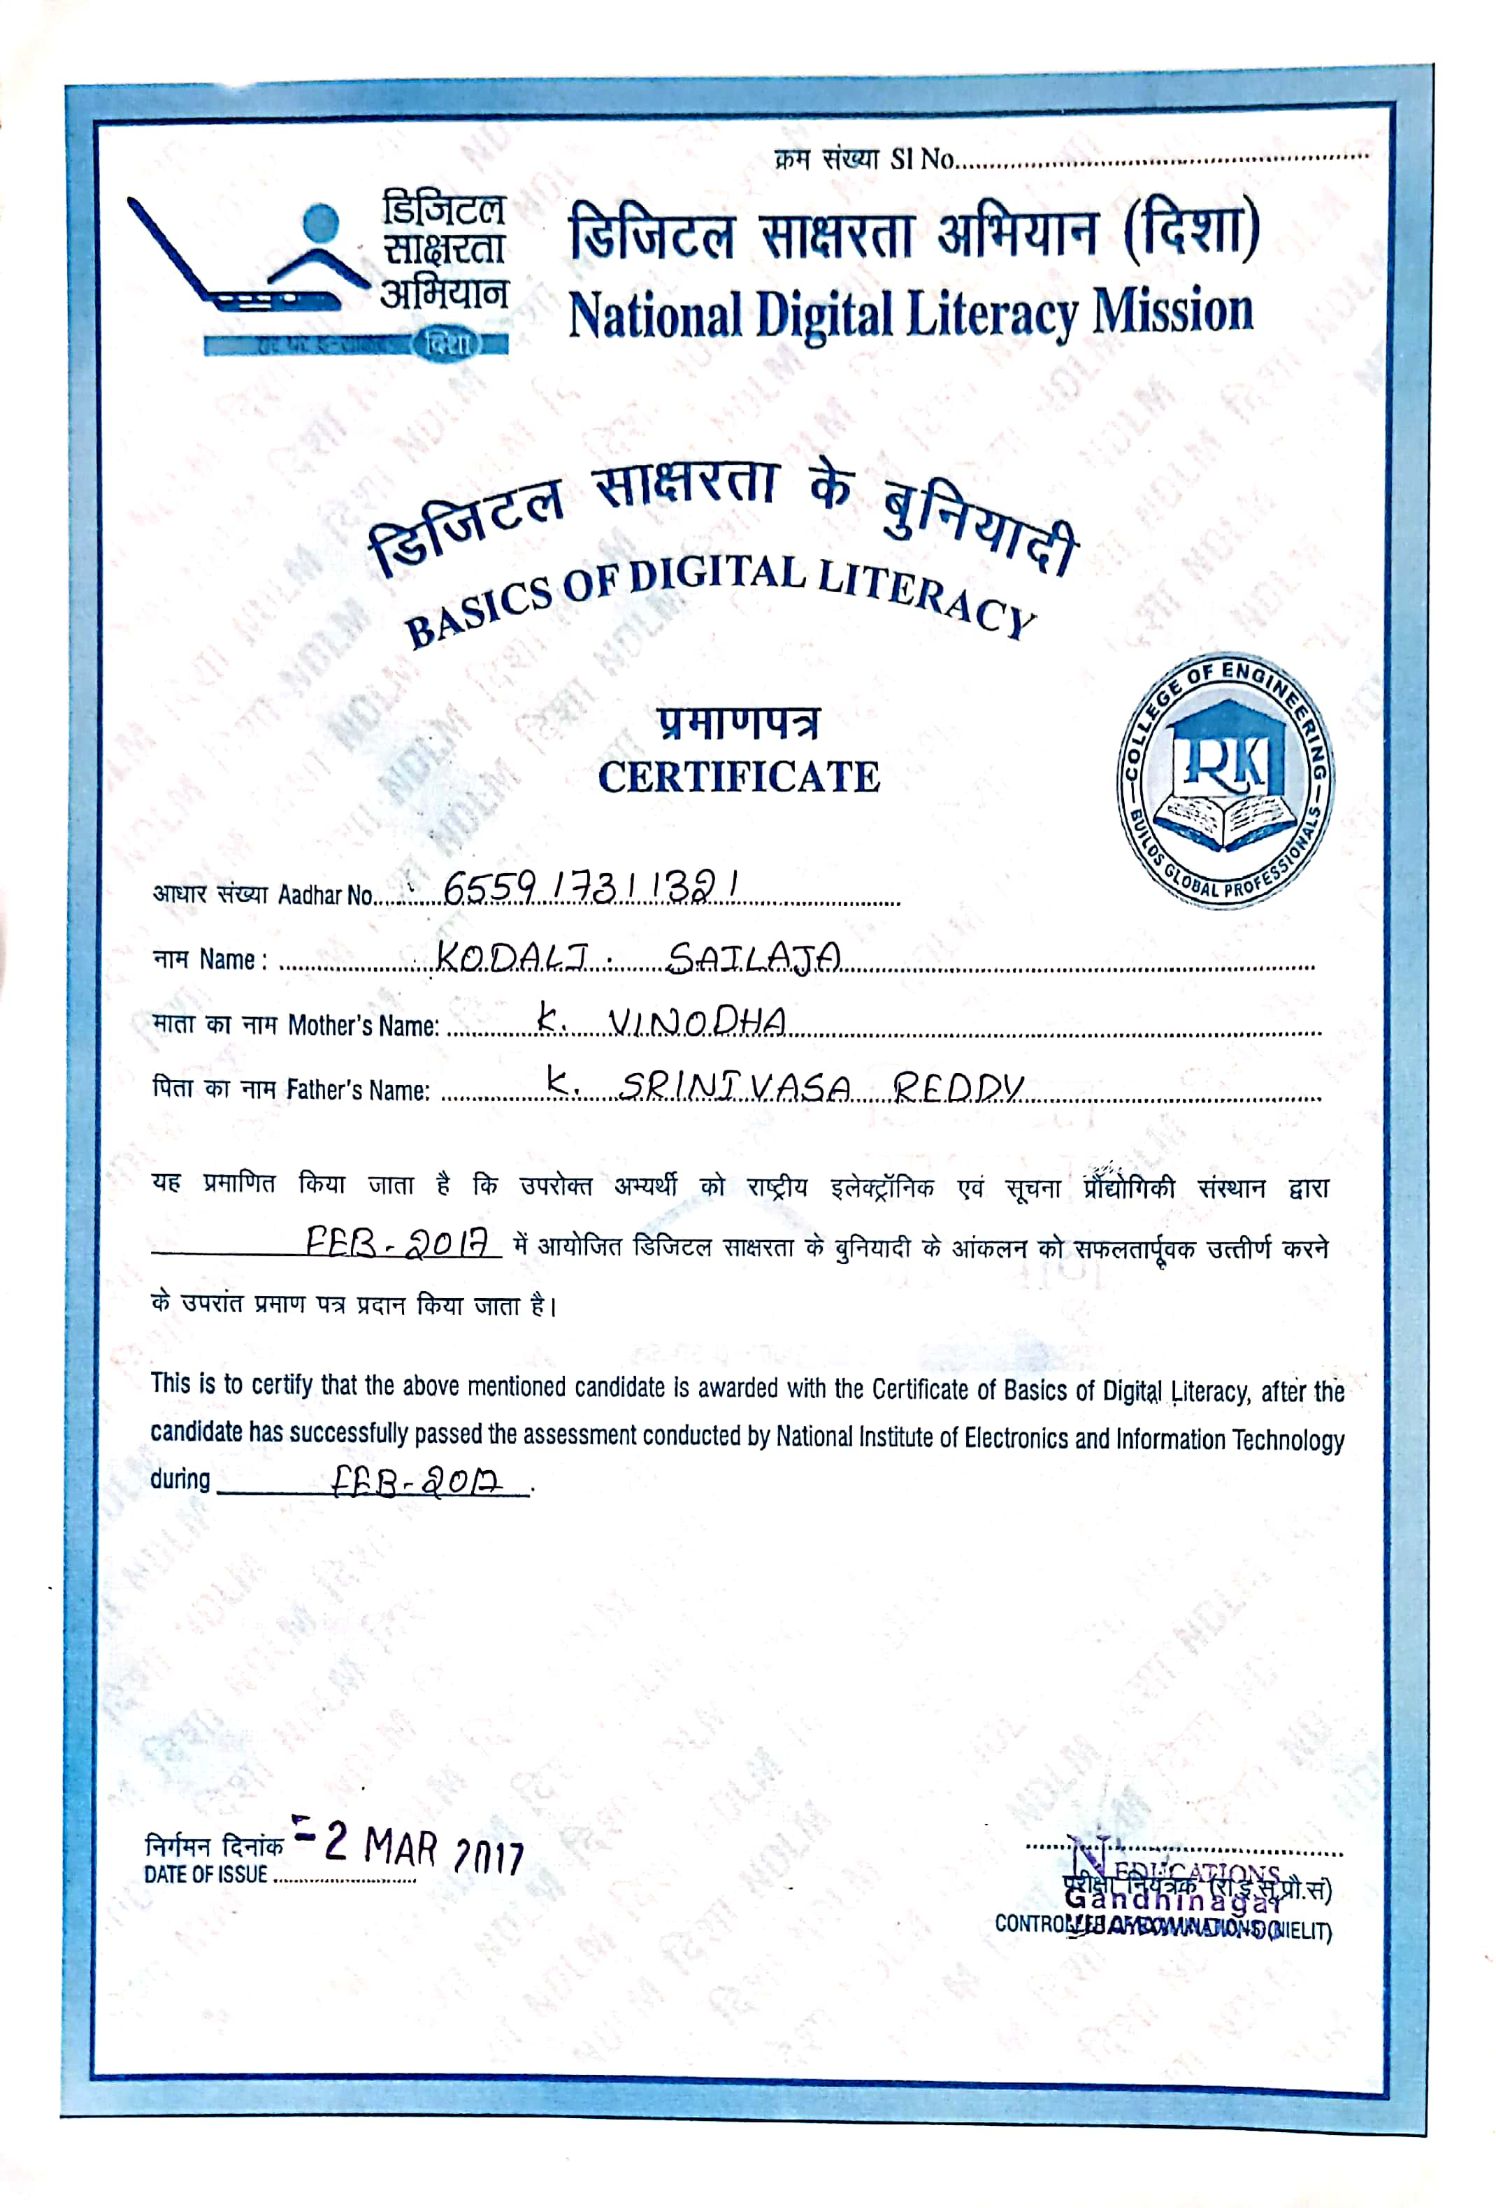 क्रम संख्या Sl No.
डिजिटल
साक्षरता
अभियान
दिशा
डिजिटल साक्षरता अभियान (दिशा)
National Digital Literacy Mission
डिजिटल साक्षरता के बुनियादी
BASICS OF DIGITAL LITERACY
प्रमाणपत्र
CERTIFICATE
COLLEGE OF ENGINEERING
RK
BUILDS GLOBAL PROFESSIONALS
आधार संख्या Aadhar No. 655917311321
नाम Name : KODALI . SAILAJA
माता का नाम Mother's Name: K. VINODHA
पिता का नाम Father's Name: K. SRINIVASA REDDY
यह प्रमाणित किया जाता है कि उपरोक्त अभ्यर्थी को राष्ट्रीय इलेक्ट्रॉनिक एवं सूचना प्रौद्योगिकी संस्थान द्वारा
FEB-2017 में आयोजित डिजिटल साक्षरता के बुनियादी के आंकलन को सफलतार्पूवक उत्तीर्ण करने
के उपरांत प्रमाण पत्र प्रदान किया जाता है।
This is to certify that the above mentioned candidate is awarded with the Certificate of Basics of Digital Literacy, after the
candidate has successfully passed the assessment conducted by National Institute of Electronics and Information Technology
during FEB-2017.
निर्गमन दिनांक - 2 MAR 2017
DATE OF ISSUE
N EDUCATIONS
परीक्षा नियंत्रक (रा.इ.सू.प्रौ.सं)
Gandhinagar
CONTROLLER OF EXAMINATIONS (NIELIT)